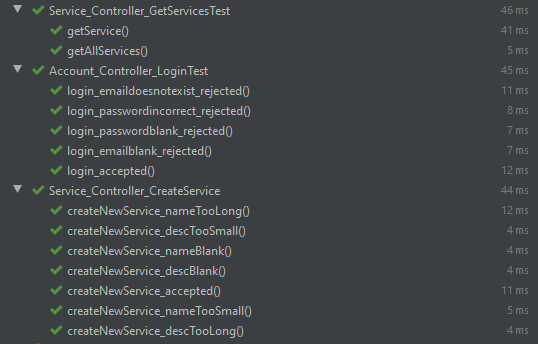 Service_Controller_GetServicesTest 46 ms
getService() 41 ms
getAllServices() 5 ms
Account_Controller_LoginTest 45 ms
login_emaildoesnotexist_rejected() 11 ms
login_passwordincorrect_rejected() 8 ms
login_passwordblank_rejected() 7 ms
login_emailblank_rejected() 7 ms
login_accepted() 12 ms
Service_Controller_CreateService 44 ms
createNewService_nameTooLong() 12 ms
createNewService_descTooSmall() 4 ms
createNewService_nameBlank() 4 ms
createNewService_descBlank() 4 ms
createNewService_accepted() 11 ms
createNewService_nameTooSmall() 5 ms
createNewService_descTooLong() 4 ms